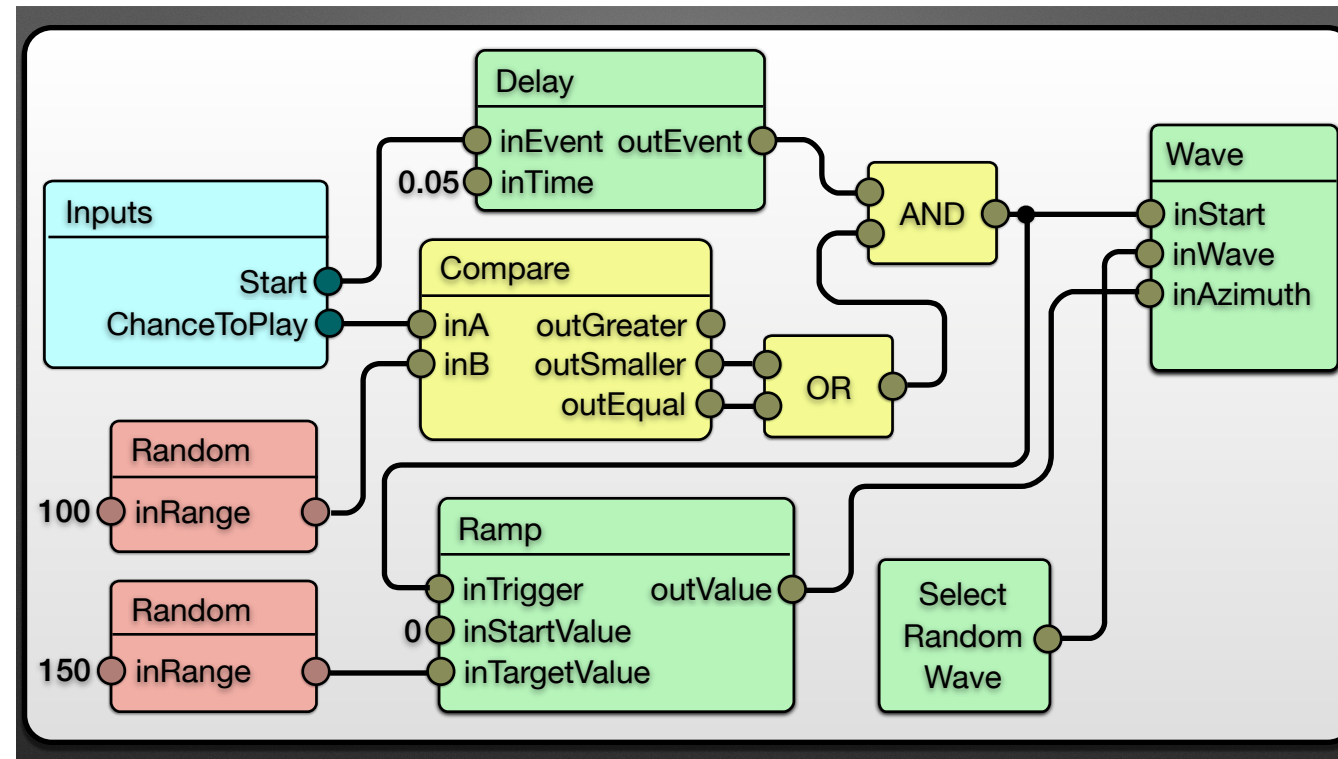 Delay
inEvent outEvent
0.05 inTime
Inputs
Start
ChanceToPlay
Compare
inA outGreater
inB outSmaller
outEqual
AND
OR
Wave
inStart
inWave
inAzimuth
Random
100 inRange
Random
150 inRange
Ramp
inTrigger outValue
0 inStartValue
inTargetValue
Select
Random
Wave